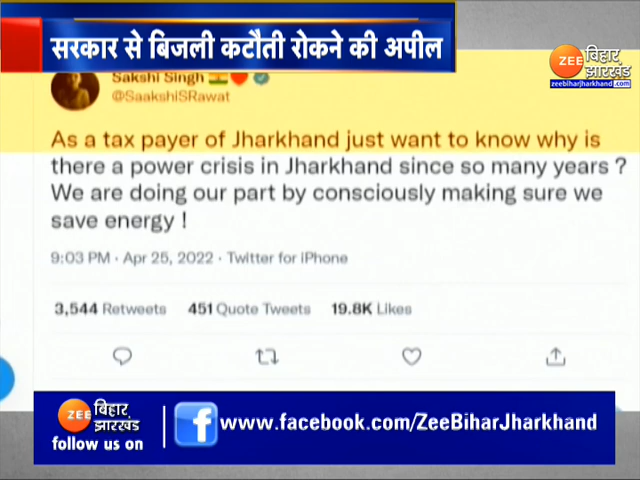 सरकार से बिजली कटौती रोकने की अपील
ZEE बिहार झारखंड
zeebiharjharkhand.com
Sakshi Singh
@SaakshiSRawat
As a tax payer of Jharkhand just want to know why is
there a power crisis in Jharkhand since so many years ?
We are doing our part by consciously making sure we
save energy !
9:03 PM · Apr 25, 2022 · Twitter for iPhone
3,544 Retweets 451 Quote Tweets 19.8K Likes
ZEE बिहार झारखंड
follow us on
f www.facebook.com/ZeeBiharJharkhand